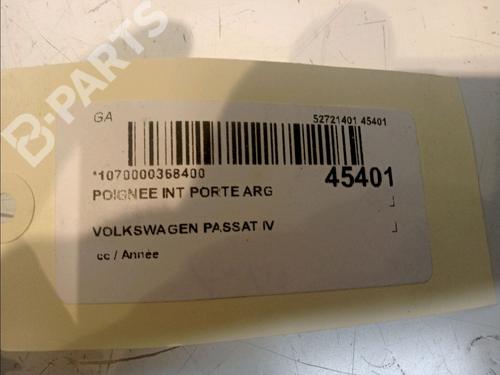 B-PARTS
GA 52721401 45401
*1070000368400 45401
POIGNEE INT PORTE ARG
VOLKSWAGEN PASSAT IV
cc / Année